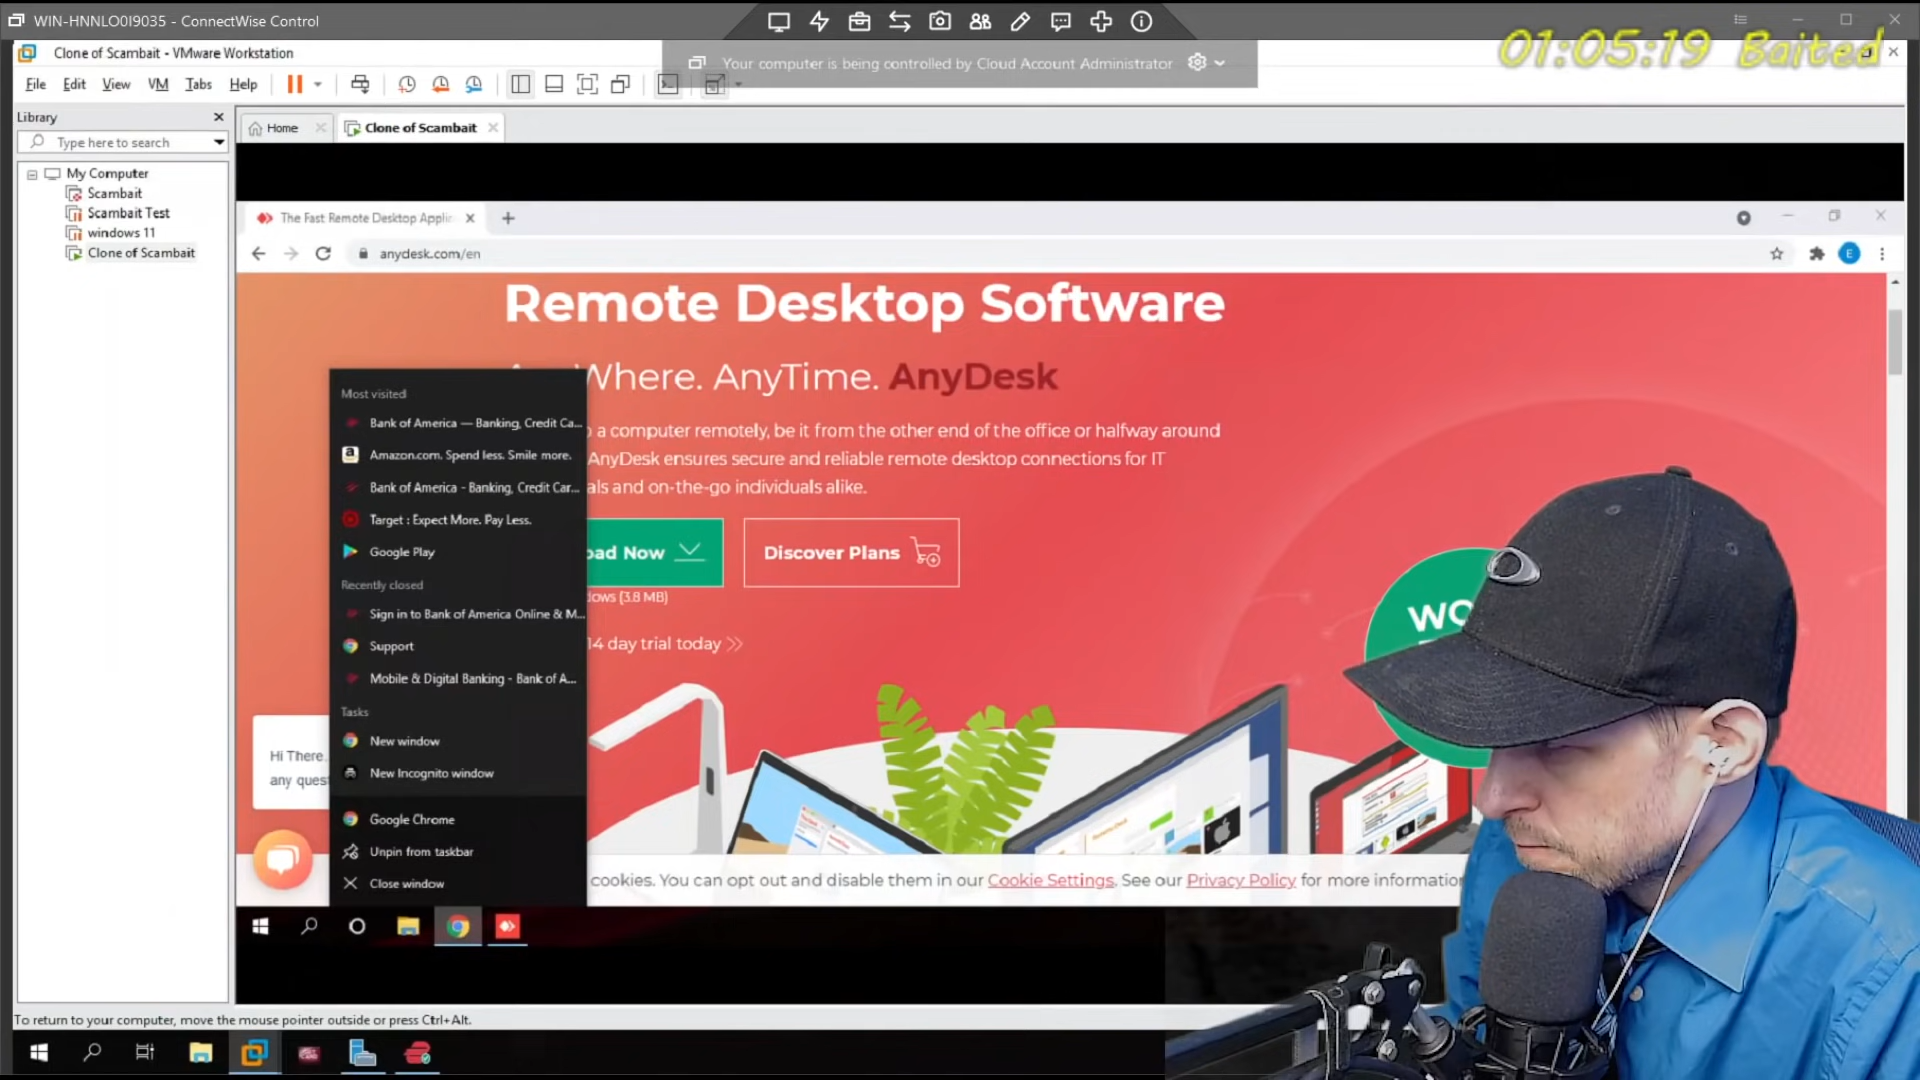 WIN-HNNLO0I9035 - ConnectWise Control
Clone of Scambait - VMware Workstation
Your computer is being controlled by Cloud Account Administrator
01:05:19 Baited
File Edit View VM Tabs Help
Library
Type here to search
My Computer
Scambait
Scambait Test
windows 11
Clone of Scambait
Home
Clone of Scambait
The Fast Remote Desktop Applic
anydesk.com/en
E
Remote Desktop Software
Where. AnyTime. AnyDesk
a computer remotely, be it from the other end of the office or halfway around
AnyDesk ensures secure and reliable remote desktop connections for IT
als and on-the-go individuals alike.
oad Now
Discover Plans
dows (3.8 MB)
14 day trial today
WO
Most visited
Bank of America — Banking, Credit Ca...
Amazon.com. Spend less. Smile more.
Bank of America - Banking, Credit Car...
Target : Expect More. Pay Less.
Google Play
Recently closed
Sign in to Bank of America Online & M...
Support
Mobile & Digital Banking - Bank of A...
Tasks
New window
New Incognito window
Google Chrome
Unpin from taskbar
Close window
Hi There.
any quest
cookies. You can opt out and disable them in our Cookie Settings. See our Privacy Policy for more information
To return to your computer, move the mouse pointer outside or press Ctrl+Alt.